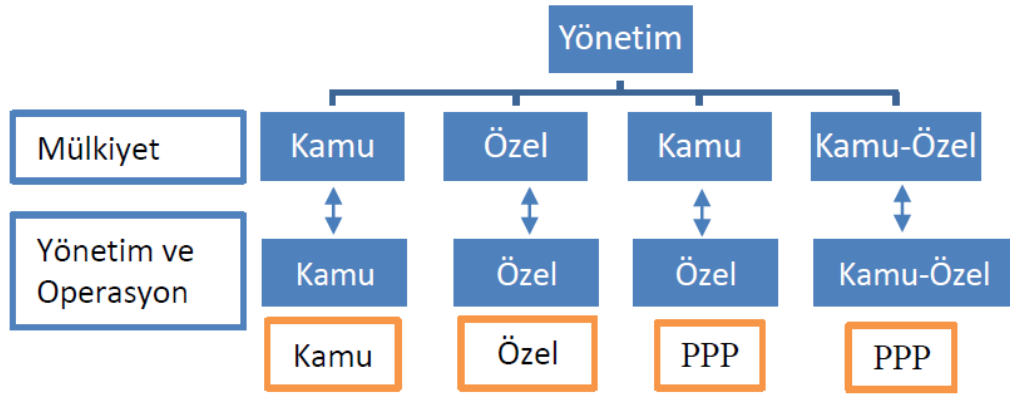 Yönetim
Mülkiyet
Kamu
Özel
Kamu
Kamu-Özel
Yönetim ve
Operasyon
Kamu
Özel
Özel
Kamu-Özel
Kamu
Özel
PPP
PPP